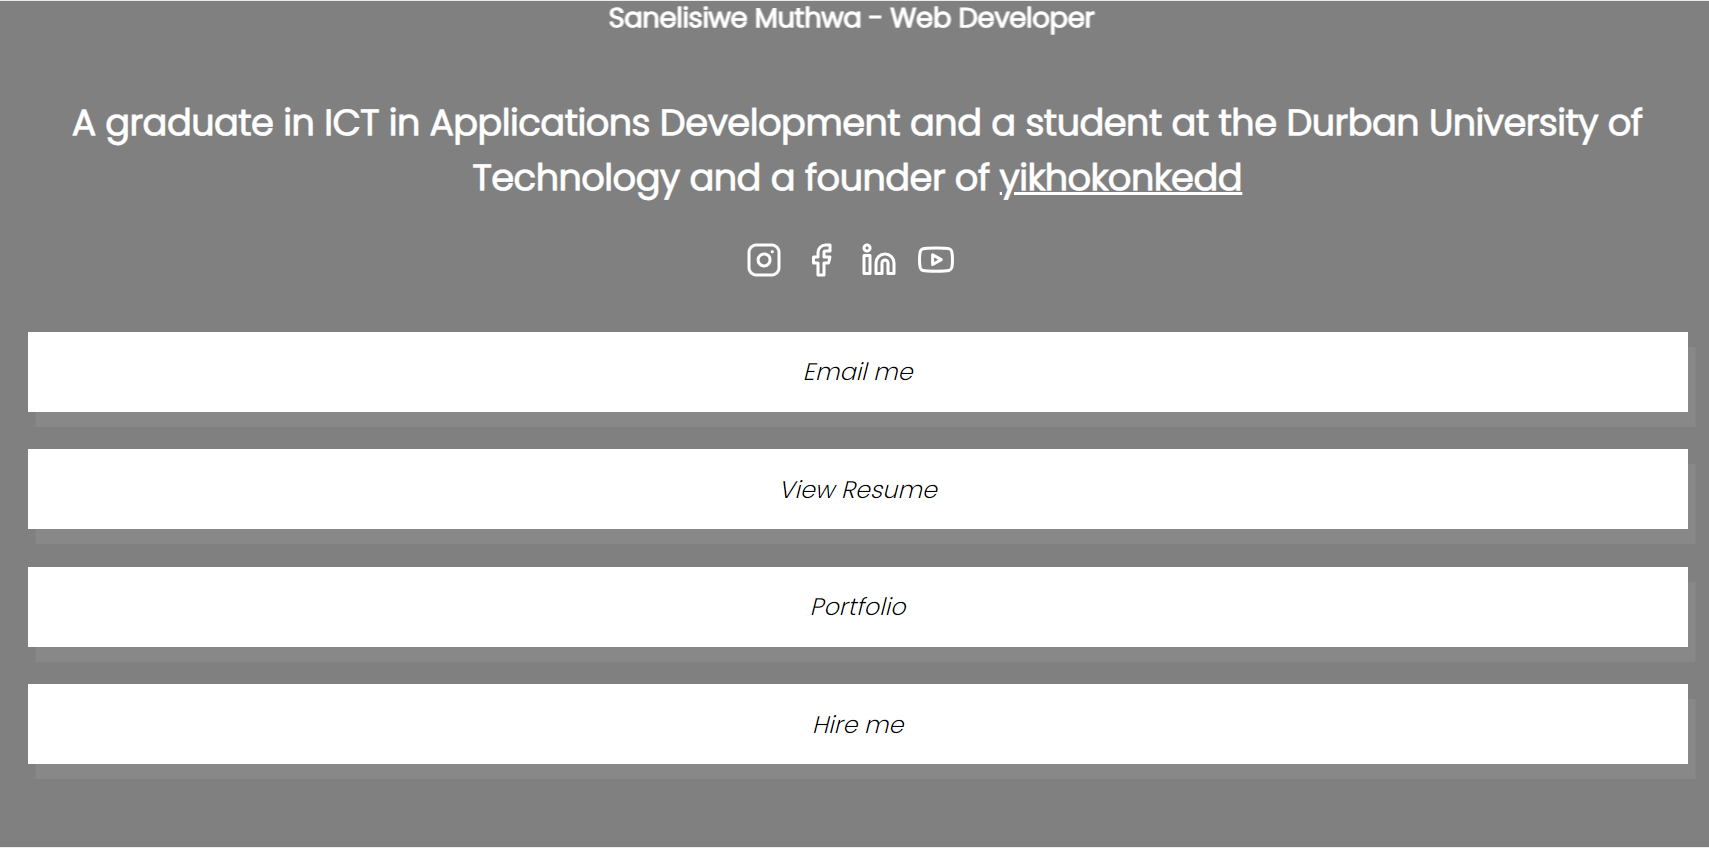 Sanelisiwe Muthwa - Web Developer
A graduate in ICT in Applications Development and a student at the Durban University of
Technology and a founder of yikhokonkedd
Email me
View Resume
Portfolio
Hire me